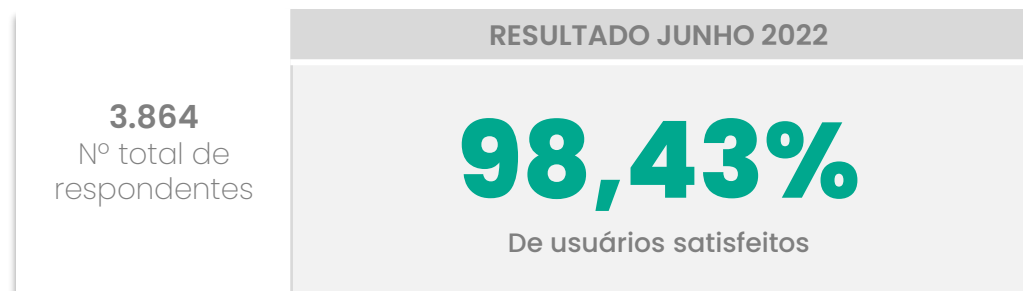 RESULTADO JUNHO 2022
3.864
Nº total de
respondentes
98,43%
De usuários satisfeitos